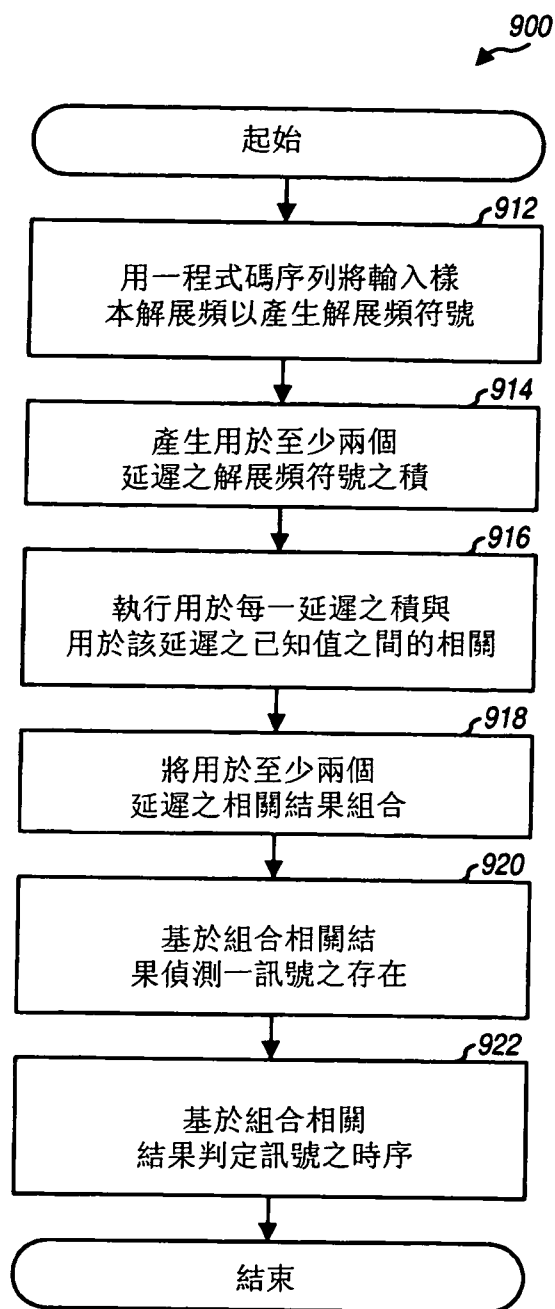 900
起始
912
用一程式碼序列將輸入樣
本解展頻以產生解展頻符號
914
產生用於至少兩個
延遲之解展頻符號之積
916
執行用於每一延遲之積與
用於該延遲之已知值之間的相關
918
將用於至少兩個
延遲之相關結果組合
920
基於組合相關結
果偵測一訊號之存在
922
基於組合相關
結果判定訊號之時序
結束